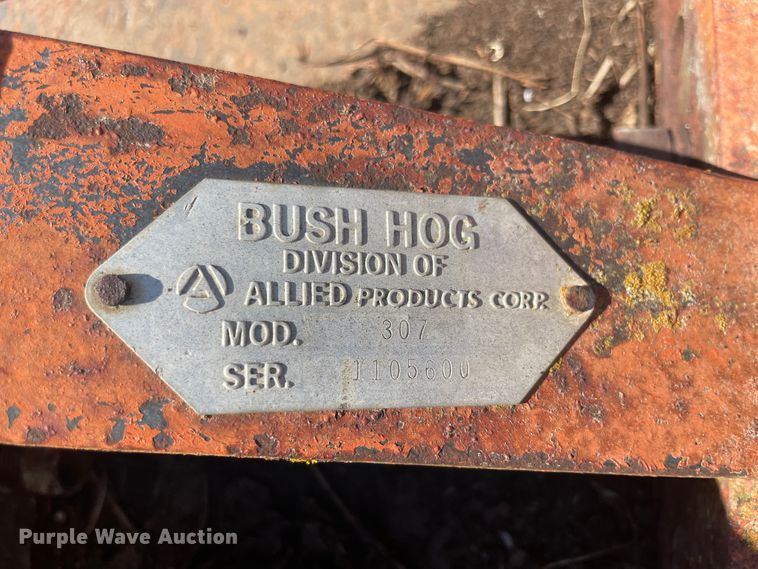 BUSH HOG
DIVISION OF
ALLIED PRODUCTS CORP.
MOD. 307
SER. 1105600
Purple Wave Auction